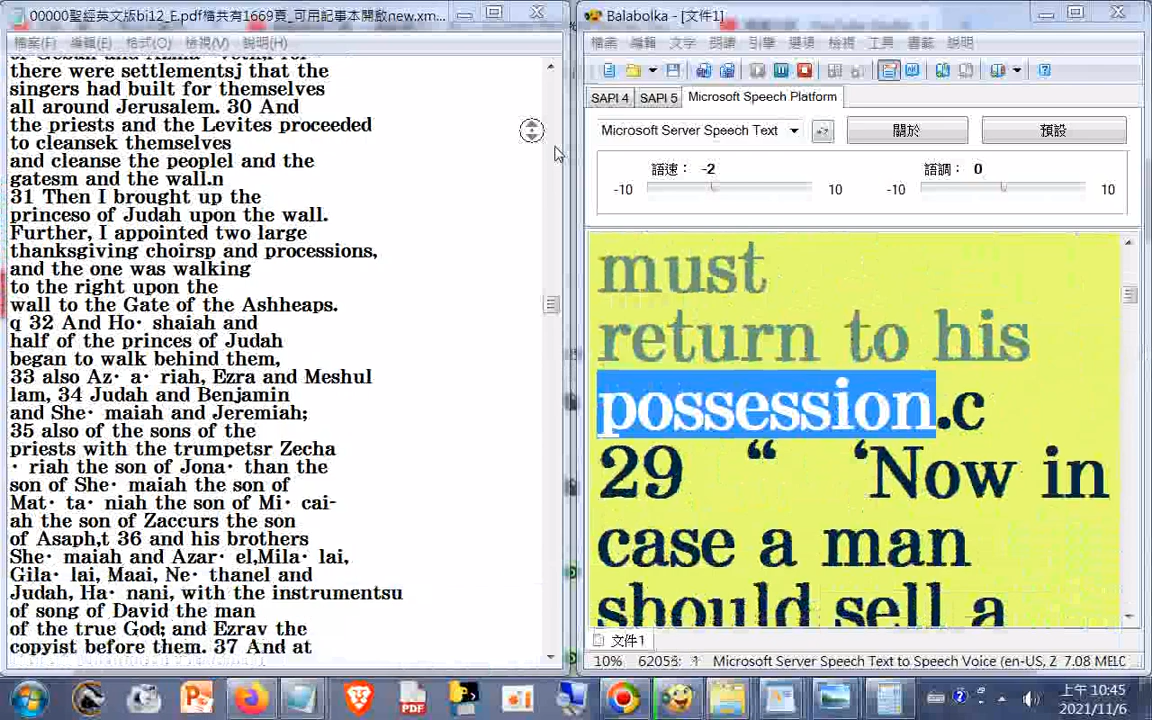 00000聖經英文版bi12_E.pdf檔共有1669頁_可用記事本開啟new.xm...
檔案(F) 編輯(E) 格式(O) 檢視(V) 說明(H)
there were settlementsj that the
singers had built for themselves
all around Jerusalem. 30 And
the priests and the Levites proceeded
to cleansek themselves
and cleanse the peoplel and the
gatesm and the wall.n
31 Then I brought up the
princeso of Judah upon the wall.
Further, I appointed two large
thanksgiving choirsp and processions,
and the one was walking
to the right upon the
wall to the Gate of the Ashheaps.
q 32 And Ho· shaiah and
half of the princes of Judah
began to walk behind them,
33 also Az· a· riah, Ezra and Meshul
lam, 34 Judah and Benjamin
and She· maiah and Jeremiah;
35 also of the sons of the
priests with the trumpetsr Zecha
· riah the son of Jona· than the
son of She· maiah the son of
Mat· ta· niah the son of Mi· cai-
ah the son of Zaccurs the son
of Asaph,t 36 and his brothers
She· maiah and Azar· el,Mila· lai,
Gila· lai, Maai, Ne· thanel and
Judah, Ha· nani, with the instrumentsu
of song of David the man
of the true God; and Ezrav the
copyist before them. 37 And at
Balabolka - [文件1]
檔案 編輯 文字 朗讀 引擎 選項 檢視 工具 書籤 說明
SAPI 4 SAPI 5 Microsoft Speech Platform
Microsoft Server Speech Text 關於 預設
語速： -2 語調： 0
-10 10 -10 10
must
return to his
possession.c
29 “ ‘Now in
case a man
should sell a
文件1
10% 62053: 1 Microsoft Server Speech Text to Speech Voice (en-US, Z 7.08 MELC
上午 10:45
2021/11/6